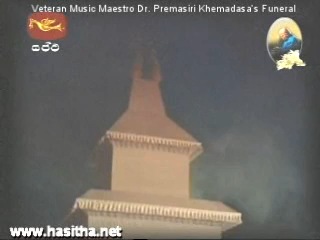 Veteran Music Maestro Dr. Premasiri Khemadasa's Funeral
www.hasitha.net